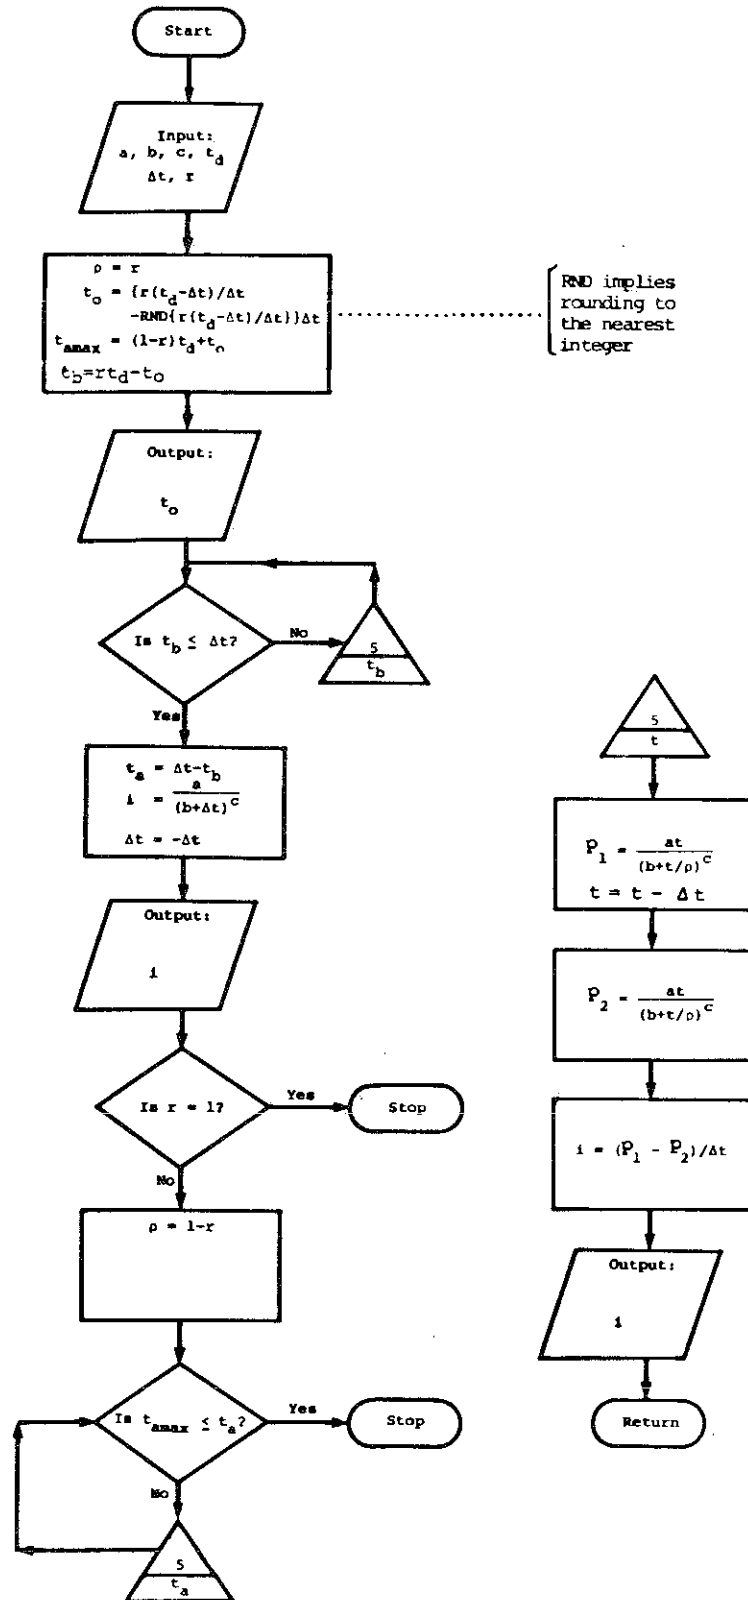 Start
Input:
a, b, c, t_d
Δt, r
ρ = r
t_o = {r(t_d-Δt)/Δt
-RND{r(t_d-Δt)/Δt}}Δt
t_amax = (1-r)t_d+t_o
t_b=rt_d-t_o
RND implies
rounding to
the nearest
integer
Output:
t_o
Is t_b ≤ Δt?
No
5
t_b
Yes
t_a = Δt-t_b
i = a/(b+Δt)^c
Δt = -Δt
Output:
i
Is r = 1?
Yes
Stop
No
ρ = 1-r
Is t_amax ≤ t_a?
Yes
Stop
No
5
t_a
5
t
P_1 = at/(b+t/ρ)^c
t = t - Δt
P_2 = at/(b+t/ρ)^c
i = (P_1 - P_2)/Δt
Output:
i
Return